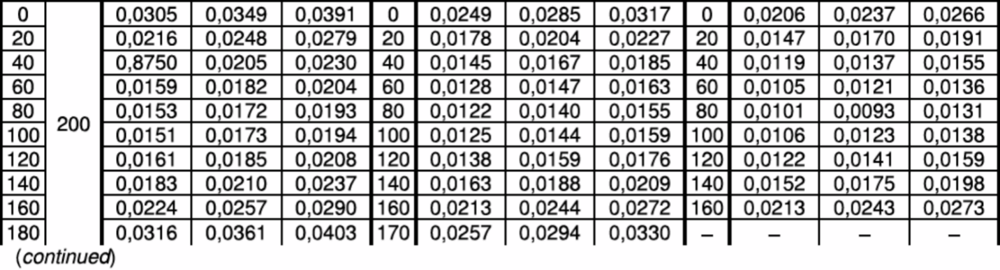 0 0,0305 0,0349 0,0391 0 0,0249 0,0285 0,0317 0 0,0206 0,0237 0,0266
20 0,0216 0,0248 0,0279 20 0,0178 0,0204 0,0227 20 0,0147 0,0170 0,0191
40 0,8750 0,0205 0,0230 40 0,0145 0,0167 0,0185 40 0,0119 0,0137 0,0155
60 0,0159 0,0182 0,0204 60 0,0128 0,0147 0,0163 60 0,0105 0,0121 0,0136
80 0,0153 0,0172 0,0193 80 0,0122 0,0140 0,0155 80 0,0101 0,0093 0,0131
200
100 0,0151 0,0173 0,0194 100 0,0125 0,0144 0,0159 100 0,0106 0,0123 0,0138
120 0,0161 0,0185 0,0208 120 0,0138 0,0159 0,0176 120 0,0122 0,0141 0,0159
140 0,0183 0,0210 0,0237 140 0,0163 0,0188 0,0209 140 0,0152 0,0175 0,0198
160 0,0224 0,0257 0,0290 160 0,0213 0,0244 0,0272 160 0,0213 0,0243 0,0273
180 0,0316 0,0361 0,0403 170 0,0257 0,0294 0,0330 – – – –
(continued)